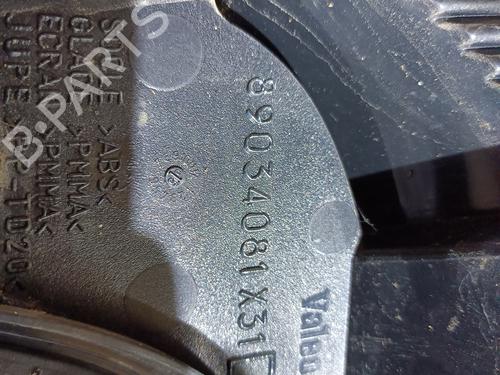 SOCLE >ABS<
GLACE >PMMA<
ECRAN >PMMA<
JUPE >PP-TD20<
89034081X31
Valeo
B-PARTS